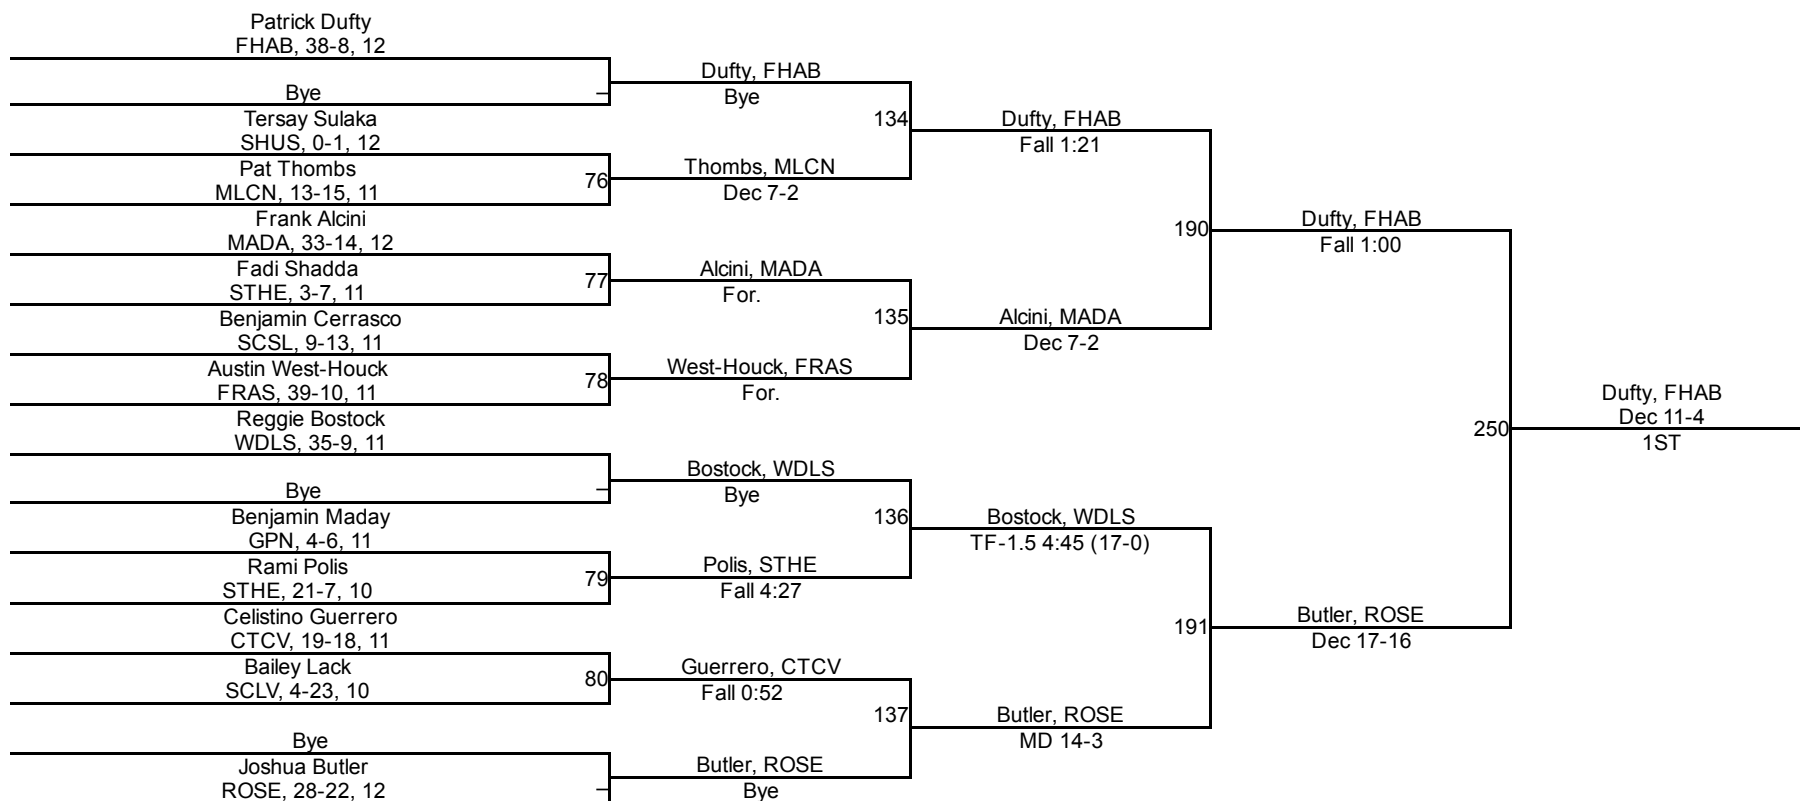 Patrick Dufty
FHAB, 38-8, 12
Bye
Tersay Sulaka
SHUS, 0-1, 12
Pat Thombs
MLCN, 13-15, 11
Frank Alcini
MADA, 33-14, 12
Fadi Shadda
STHE, 3-7, 11
Benjamin Cerrasco
SCSL, 9-13, 11
Austin West-Houck
FRAS, 39-10, 11
Reggie Bostock
WDLS, 35-9, 11
Bye
Benjamin Maday
GPN, 4-6, 11
Rami Polis
STHE, 21-7, 10
Celistino Guerrero
CTCV, 19-18, 11
Bailey Lack
SCLV, 4-23, 10
Bye
Joshua Butler
ROSE, 28-22, 12
76
77
78
79
80
Dufty, FHAB
Bye
Thombs, MLCN
Dec 7-2
Alcini, MADA
For.
West-Houck, FRAS
For.
Bostock, WDLS
Bye
Polis, STHE
Fall 4:27
Guerrero, CTCV
Fall 0:52
Butler, ROSE
Bye
134
135
136
137
Dufty, FHAB
Fall 1:21
Alcini, MADA
Dec 7-2
Bostock, WDLS
TF-1.5 4:45 (17-0)
Butler, ROSE
MD 14-3
190
191
Dufty, FHAB
Fall 1:00
Butler, ROSE
Dec 17-16
250
Dufty, FHAB
Dec 11-4
1ST